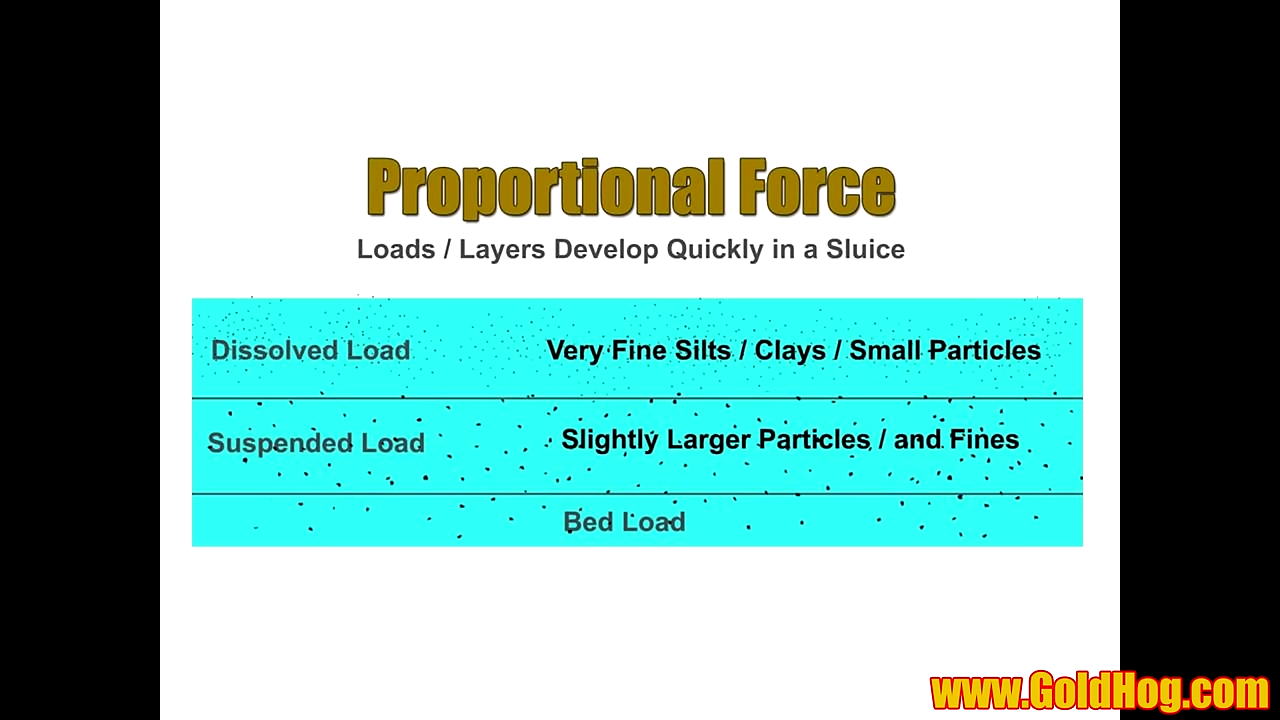 Proportional Force
Loads / Layers Develop Quickly in a Sluice
Dissolved Load
Very Fine Silts / Clays / Small Particles
Suspended Load
Slightly Larger Particles / and Fines
Bed Load
www.GoldHog.com